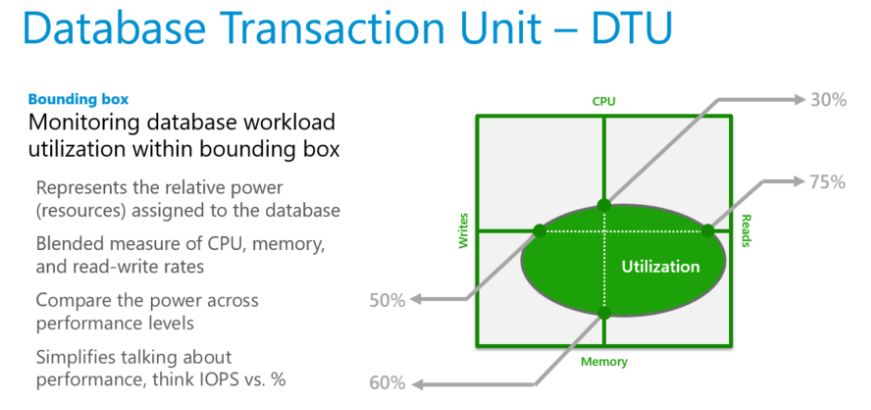 Database Transaction Unit – DTU
Bounding box
Monitoring database workload
utilization within bounding box
Represents the relative power
(resources) assigned to the database
Blended measure of CPU, memory,
and read-write rates
Compare the power across
performance levels
Simplifies talking about
performance, think IOPS vs. %
CPU
30%
75%
Writes
Reads
Utilization
50%
Memory
60%